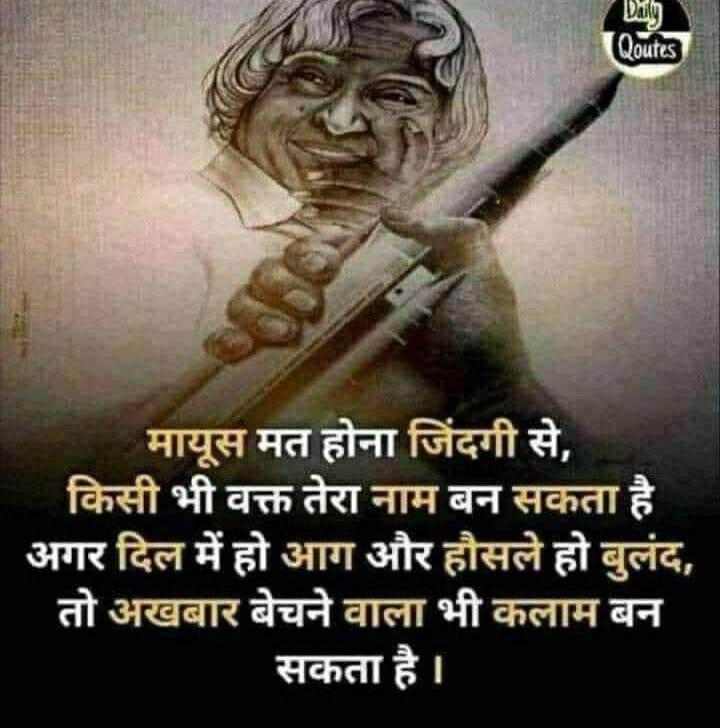 Daily
Qoutes
मायूस मत होना जिंदगी से,
किसी भी वक्त तेरा नाम बन सकता है
अगर दिल में हो आग और हौसले हो बुलंद,
तो अखबार बेचने वाला भी कलाम बन
सकता है।